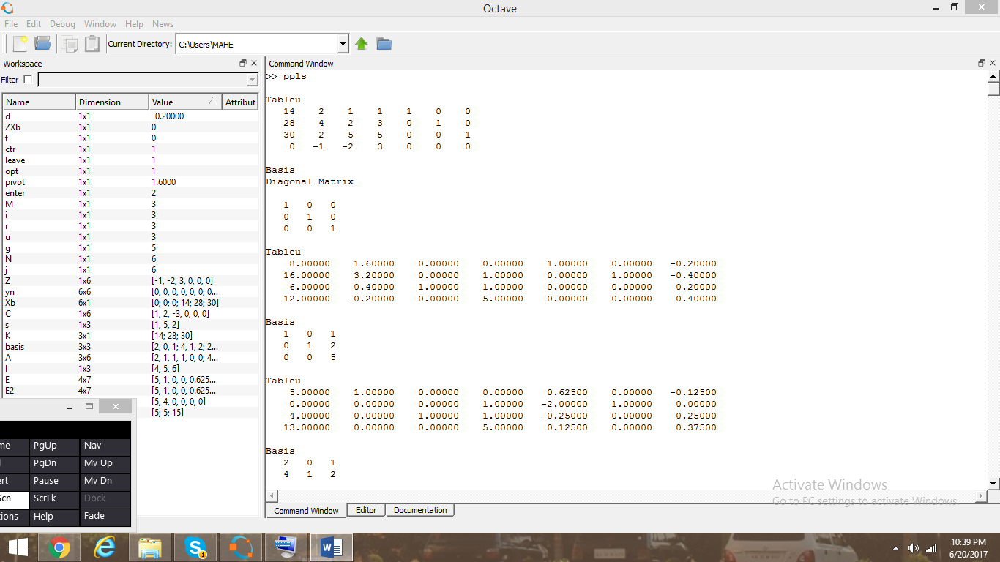 Octave
File Edit Debug Window Help News
Current Directory: C:\Users\MAHE
Workspace
Filter
Name Dimension Value Attribut
d 1x1 -0.20000
ZXb 1x1 0
f 1x1 0
ctr 1x1 1
leave 1x1 1
opt 1x1 1
pivot 1x1 1.6000
enter 1x1 2
M 1x1 3
i 1x1 3
r 1x1 3
u 1x1 3
g 1x1 5
N 1x1 6
j 1x1 6
Z 1x6 [-1, -2, 3, 0, 0, 0]
yn 6x6 [0, 0, 0, 0, 0, 0; 0...
Xb 6x1 [0; 0; 0; 14; 28; 30]
C 1x6 [1, 2, -3, 0, 0, 0]
s 1x3 [1, 5, 2]
K 3x1 [14; 28; 30]
basis 3x3 [2, 0, 1; 4, 1, 2; 2...
A 3x6 [2, 1, 1, 1, 0, 0; 4...
I 1x3 [4, 5, 6]
E 4x7 [5, 1, 0, 0, 0.625...
E2 4x7 [5, 1, 0, 0, 0.625...
[5, 4, 0, 0, 0, 0]
[5; 5; 15]
me PgUp Nav
PgDn Mv Up
ert Pause Mv Dn
Scn ScrLk Dock
tions Help Fade
Command Window
>> ppls
Tableu
14 2 1 1 1 0 0
28 4 2 3 0 1 0
30 2 5 5 0 0 1
0 -1 -2 3 0 0 0
Basis
Diagonal Matrix
1 0 0
0 1 0
0 0 1
Tableu
8.00000 1.60000 0.00000 0.00000 1.00000 0.00000 -0.20000
16.00000 3.20000 0.00000 1.00000 0.00000 1.00000 -0.40000
6.00000 0.40000 1.00000 1.00000 0.00000 0.00000 0.20000
12.00000 -0.20000 0.00000 5.00000 0.00000 0.00000 0.40000
Basis
1 0 1
0 1 2
0 0 5
Tableu
5.00000 1.00000 0.00000 0.00000 0.62500 0.00000 -0.12500
0.00000 0.00000 0.00000 1.00000 -2.00000 1.00000 0.00000
4.00000 0.00000 1.00000 1.00000 -0.25000 0.00000 0.25000
13.00000 0.00000 0.00000 5.00000 0.12500 0.00000 0.37500
Basis
2 0 1
4 1 2
Activate Windows
Go to PC settings to activate Windows.
Command Window Editor Documentation
10:39 PM
6/20/2017